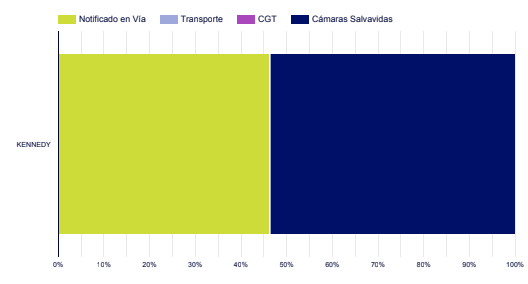 Notificado en Vía Transporte CGT Cámaras Salvavidas
KENNEDY
0% 10% 20% 30% 40% 50% 60% 70% 80% 90% 100%